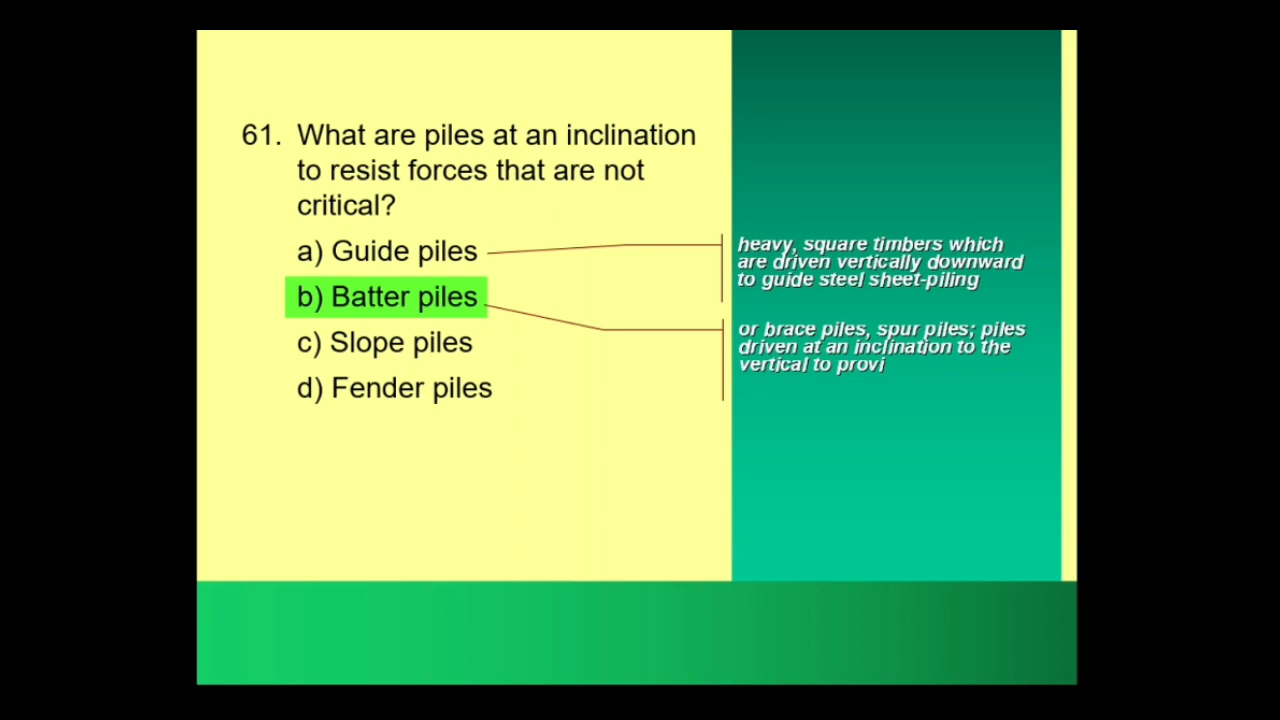 61. What are piles at an inclination
to resist forces that are not
critical?
a) Guide piles
b) Batter piles
c) Slope piles
d) Fender piles
heavy, square timbers which
are driven vertically downward
to guide steel sheet-piling
or brace piles, spur piles; piles
driven at an inclination to the
vertical to provi